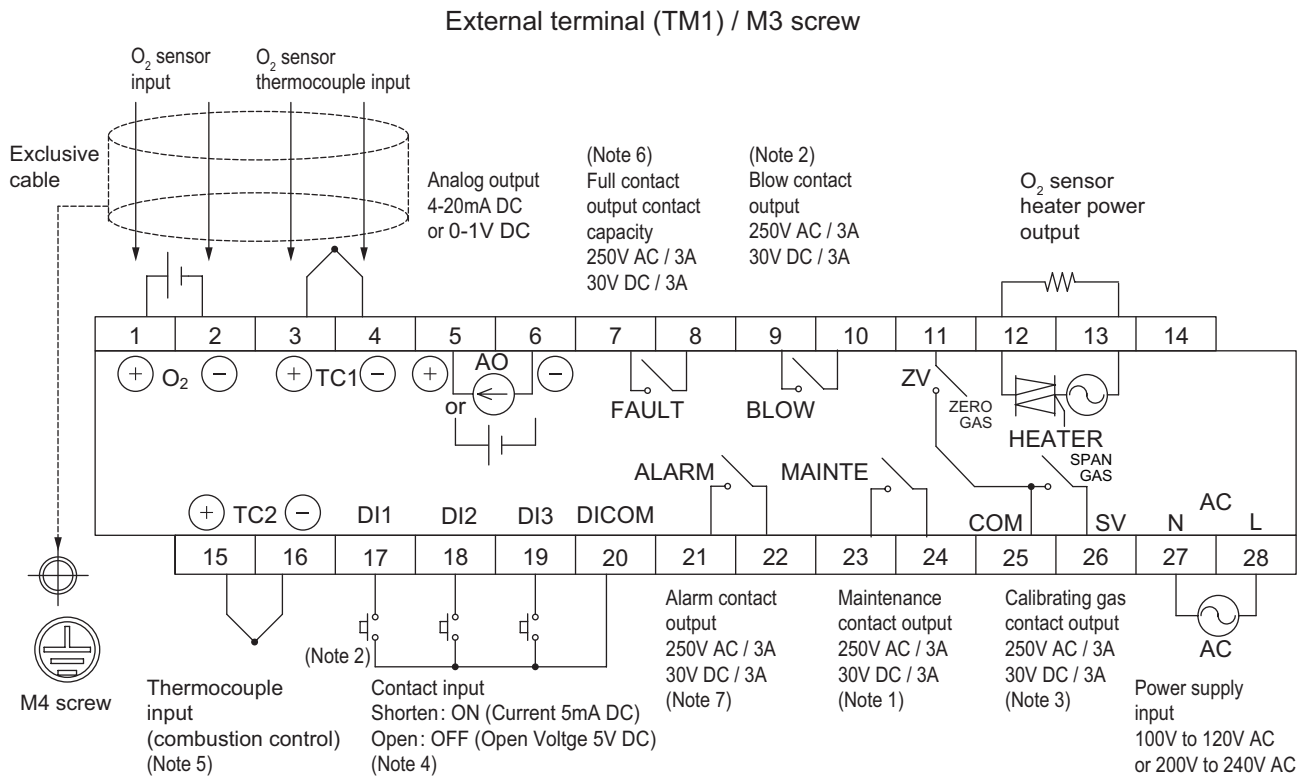 External terminal (TM1) / M3 screw
O2 sensor
input
O2 sensor
thermocouple input
Exclusive
cable
Analog output
4-20mA DC
or 0-1V DC
(Note 6)
Full contact
output contact
capacity
250V AC / 3A
30V DC / 3A
(Note 2)
Blow contact
output
250V AC / 3A
30V DC / 3A
O2 sensor
heater power
output
1 2 3 4 5 6 7 8 9 10 11 12 13 14
+ O2 − + TC1 − + AO −
or
FAULT
BLOW
ZV
ZERO
GAS
HEATER
ALARM
MAINTE
SPAN
GAS
+ TC2 − DI1 DI2 DI3 DICOM
COM SV N AC L
15 16 17 18 19 20 21 22 23 24 25 26 27 28
(Note 2)
M4 screw
Thermocouple
input
(combustion control)
(Note 5)
Contact input
Shorten: ON (Current 5mA DC)
Open: OFF (Open Voltge 5V DC)
(Note 4)
Alarm contact
output
250V AC / 3A
30V DC / 3A
(Note 7)
Maintenance
contact output
250V AC / 3A
30V DC / 3A
(Note 1)
Calibrating gas
contact output
250V AC / 3A
30V DC / 3A
(Note 3)
AC
Power supply
input
100V to 120V AC
or 200V to 240V AC